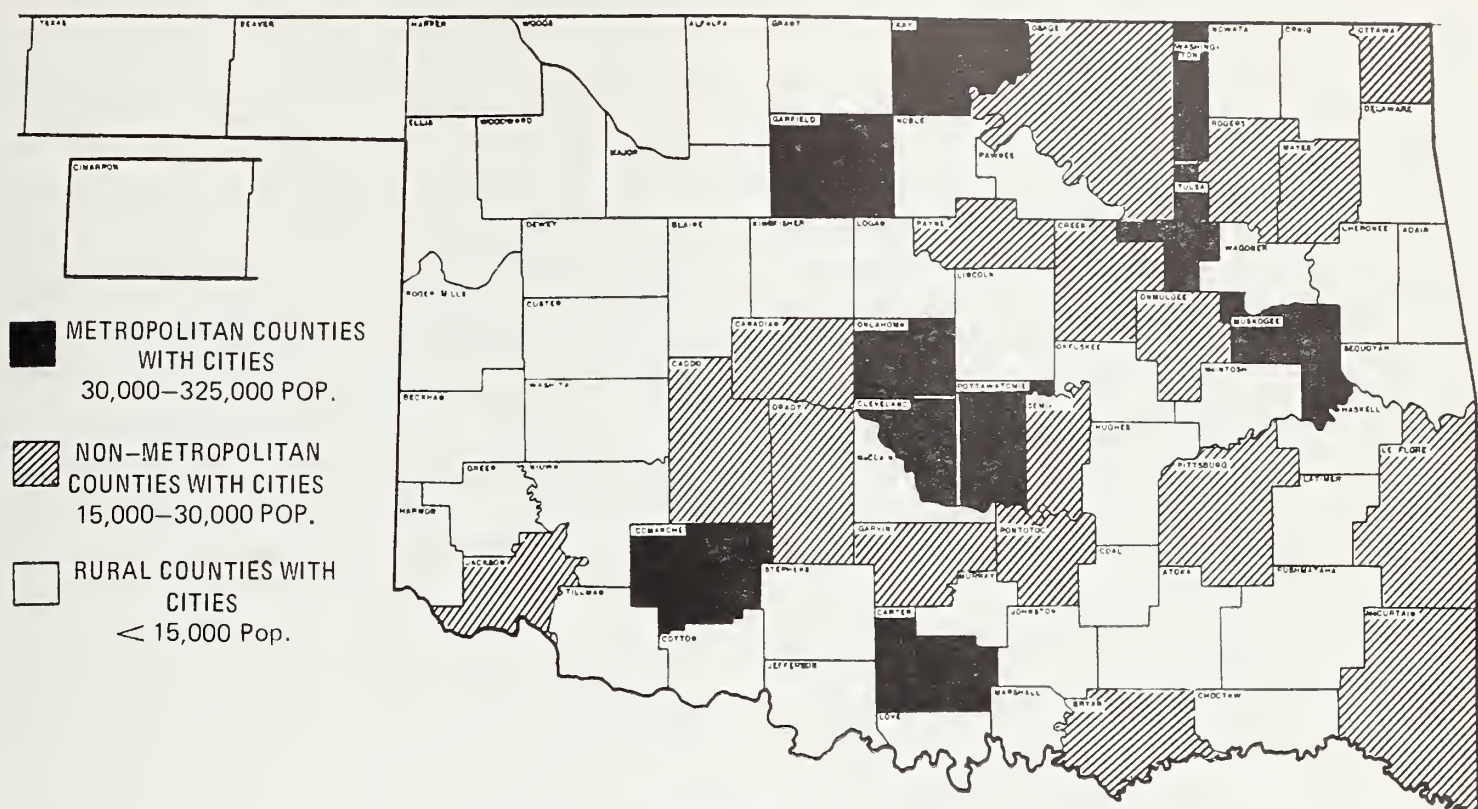 TEXAS
BEAVER
HARPER
WOODS
ALFALFA
GRANT
KAY
OSAGE
WASHING-
TON
NOWATA
CRAIG
OTTAWA
ELLIS
WOODWARD
MAJOR
GARFIELD
NOBLE
PAWNEE
ROGERS
MAYES
DELAWARE
CIMARRON
TULSA
DEWEY
BLAINE
KINGFISHER
LOGAN
PAYNE
CREEK
WAGONER
CHEROKEE
ADAIR
ROGER MILLS
CUSTER
LINCOLN
OKMULGEE
MUSKOGEE
CANADIAN
OKLAHOMA
OKFUSKEE
SEQUOYAH
CADDO
McINTOSH
BECKHAM
WASHITA
GRADY
CLEVELAND
POTTAWATOMIE
SEMIN
HASKELL
HUGHES
McCLAIN
PITTSBURG
LE FLORE
GREER
KIOWA
LATIMER
HARMON
COMANCHE
GARVIN
PONTOTOC
COAL
JACKSON
STEPHENS
MURRAY
ATOKA
PUSHMATAHA
TILLMAN
CARTER
JOHNSTON
McCURTAIN
COTTON
JEFFERSON
MARSHALL
BRYAN
CHOCTAW
LOVE
METROPOLITAN COUNTIES
WITH CITIES
30,000–325,000 POP.
NON–METROPOLITAN
COUNTIES WITH CITIES
15,000–30,000 POP.
RURAL COUNTIES WITH
CITIES
< 15,000 Pop.